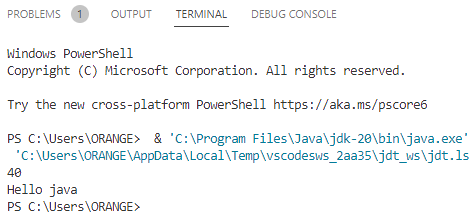 PROBLEMS 1 OUTPUT TERMINAL DEBUG CONSOLE
Windows PowerShell
Copyright (C) Microsoft Corporation. All rights reserved.
Try the new cross-platform PowerShell https://aka.ms/pscore6
PS C:\Users\ORANGE>  & 'C:\Program Files\Java\jdk-20\bin\java.exe'
 'C:\Users\ORANGE\AppData\Local\Temp\vscodesws_2aa35\jdt_ws\jdt.ls
40
Hello java
PS C:\Users\ORANGE>